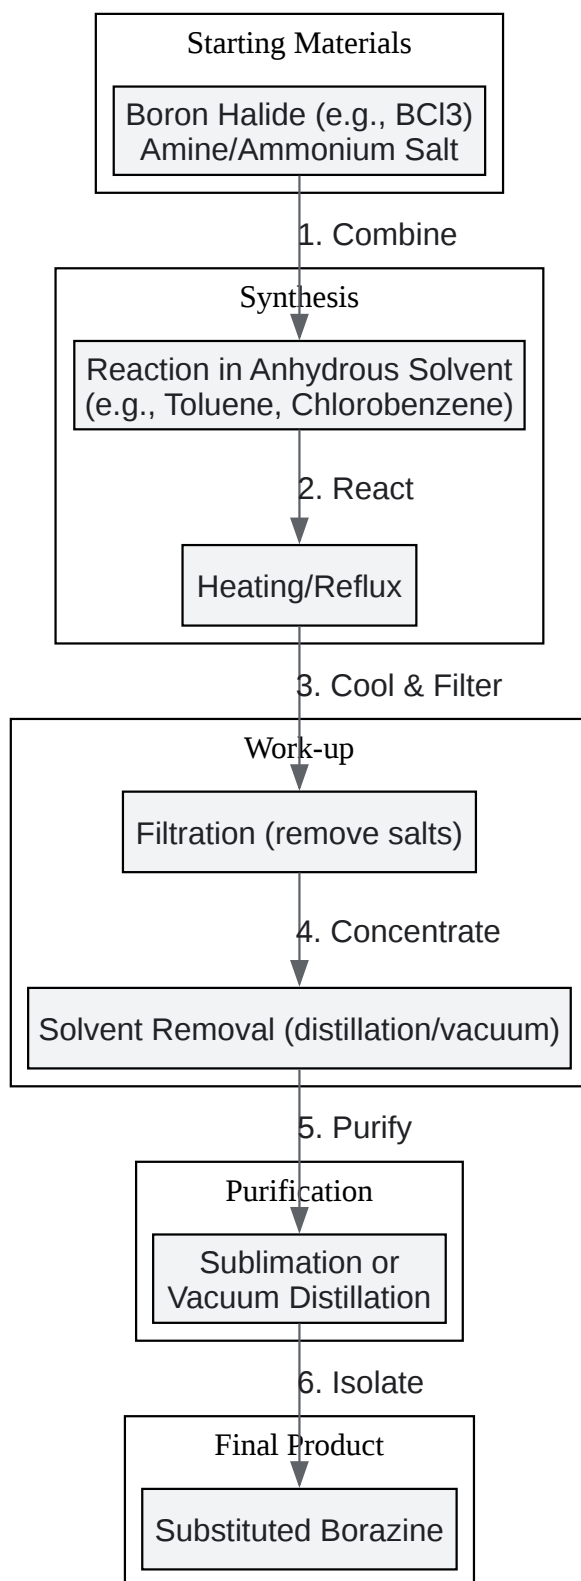 Starting Materials
Boron Halide (e.g., BCl3)
Amine/Ammonium Salt
1. Combine
Synthesis
Reaction in Anhydrous Solvent
(e.g., Toluene, Chlorobenzene)
2. React
Heating/Reflux
3. Cool & Filter
Work-up
Filtration (remove salts)
4. Concentrate
Solvent Removal (distillation/vacuum)
5. Purify
Purification
Sublimation or
Vacuum Distillation
6. Isolate
Final Product
Substituted Borazine